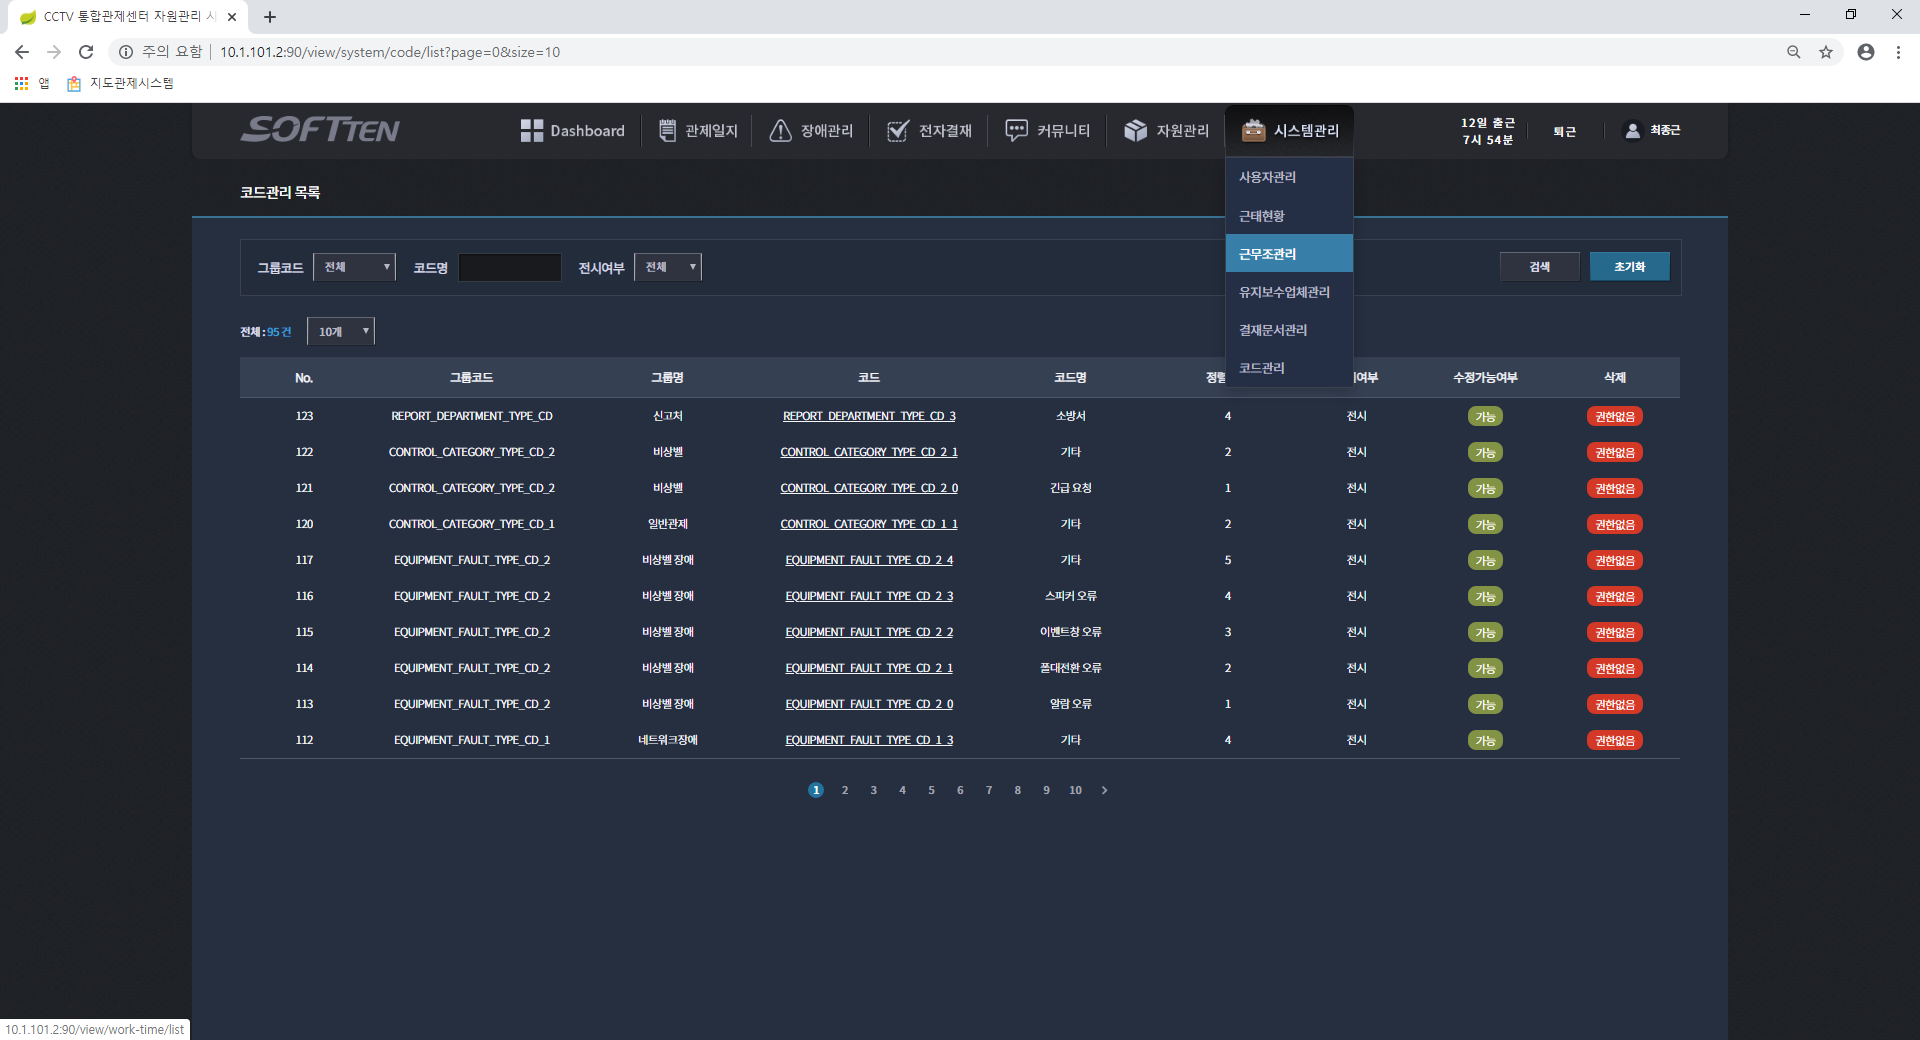 CCTV 통합관제센터 자원관리 시
주의 요함 | 10.1.101.2:90/view/system/code/list?page=0&size=10
앱 지도관제시스템
SOFTTEN Dashboard 관제일지 장애관리 전자결재 커뮤니티 자원관리 시스템관리 12일 출근 7시 54분 퇴근 최종근
사용자관리
근태현황
근무조관리
유지보수업체관리
결재문서관리
코드관리
코드관리 목록
그룹코드 전체 코드명 전시여부 전체 검색 초기화
전체 : 95 건 10개
No. 그룹코드 그룹명 코드 코드명 정렬 여부 수정가능여부 삭제
123 REPORT_DEPARTMENT_TYPE_CD 신고처 REPORT_DEPARTMENT_TYPE_CD_3 소방서 4 전시 가능 권한없음
122 CONTROL_CATEGORY_TYPE_CD_2 비상벨 CONTROL_CATEGORY_TYPE_CD_2_1 기타 2 전시 가능 권한없음
121 CONTROL_CATEGORY_TYPE_CD_2 비상벨 CONTROL_CATEGORY_TYPE_CD_2_0 긴급 요청 1 전시 가능 권한없음
120 CONTROL_CATEGORY_TYPE_CD_1 일반관제 CONTROL_CATEGORY_TYPE_CD_1_1 기타 2 전시 가능 권한없음
117 EQUIPMENT_FAULT_TYPE_CD_2 비상벨 장애 EQUIPMENT_FAULT_TYPE_CD_2_4 기타 5 전시 가능 권한없음
116 EQUIPMENT_FAULT_TYPE_CD_2 비상벨 장애 EQUIPMENT_FAULT_TYPE_CD_2_3 스피커 오류 4 전시 가능 권한없음
115 EQUIPMENT_FAULT_TYPE_CD_2 비상벨 장애 EQUIPMENT_FAULT_TYPE_CD_2_2 이벤트창 오류 3 전시 가능 권한없음
114 EQUIPMENT_FAULT_TYPE_CD_2 비상벨 장애 EQUIPMENT_FAULT_TYPE_CD_2_1 폴대전환 오류 2 전시 가능 권한없음
113 EQUIPMENT_FAULT_TYPE_CD_2 비상벨 장애 EQUIPMENT_FAULT_TYPE_CD_2_0 알람 오류 1 전시 가능 권한없음
112 EQUIPMENT_FAULT_TYPE_CD_1 네트워크장애 EQUIPMENT_FAULT_TYPE_CD_1_3 기타 4 전시 가능 권한없음
1 2 3 4 5 6 7 8 9 10 >
10.1.101.2:90/view/work-time/list